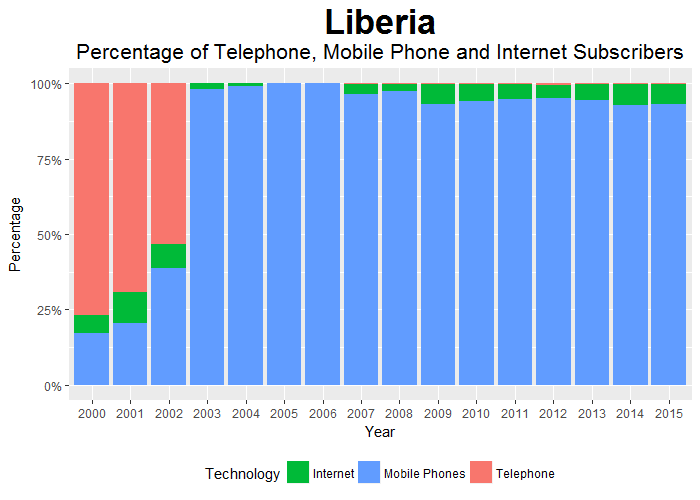 Liberia
Percentage of Telephone, Mobile Phone and Internet Subscribers
100%
75%
50%
25%
0%
Percentage
2000 2001 2002 2003 2004 2005 2006 2007 2008 2009 2010 2011 2012 2013 2014 2015
Year
Technology Internet Mobile Phones Telephone